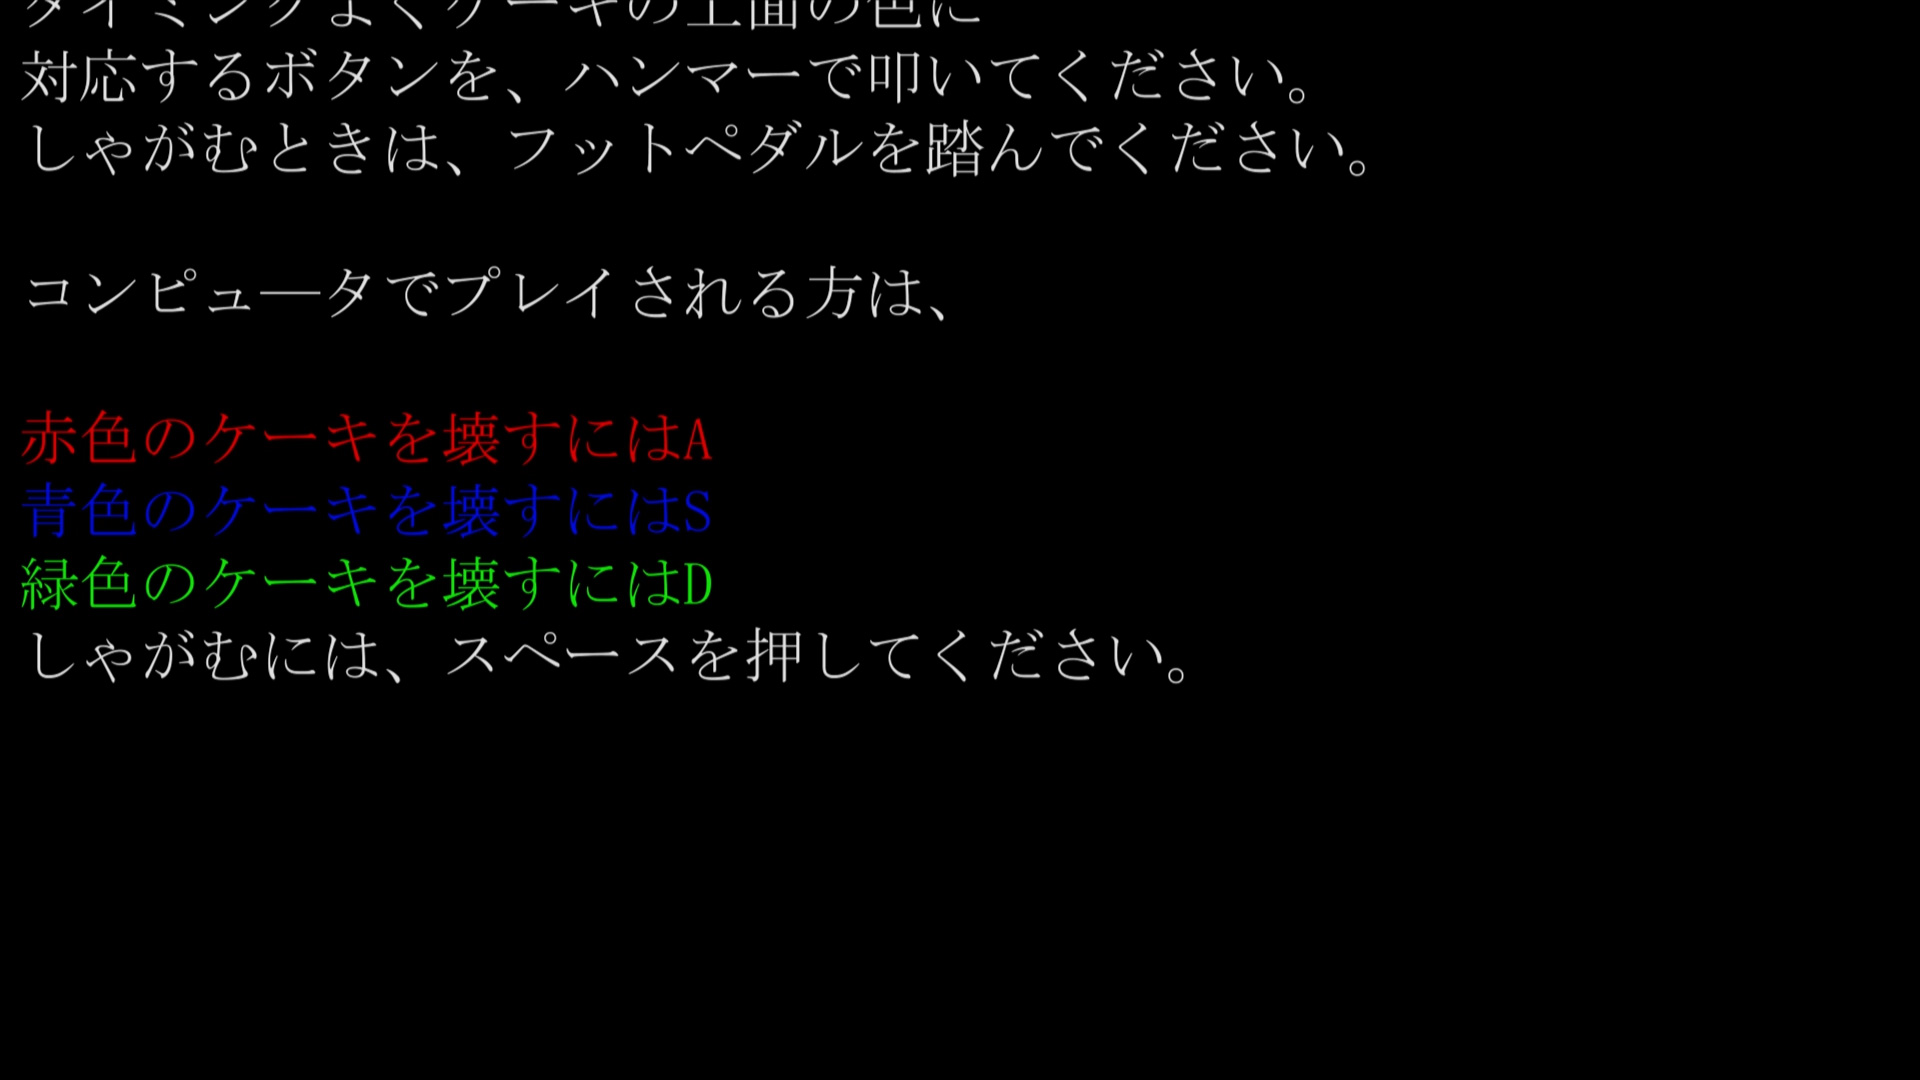 タイミングよくケーキの上面の色に
対応するボタンを、ハンマーで叩いてください。
しゃがむときは、フットペダルを踏んでください。
コンピュ―タでプレイされる方は、
赤色のケーキを壊すにはA
青色のケーキを壊すにはS
緑色のケーキを壊すにはD
しゃがむには、スペースを押してください。